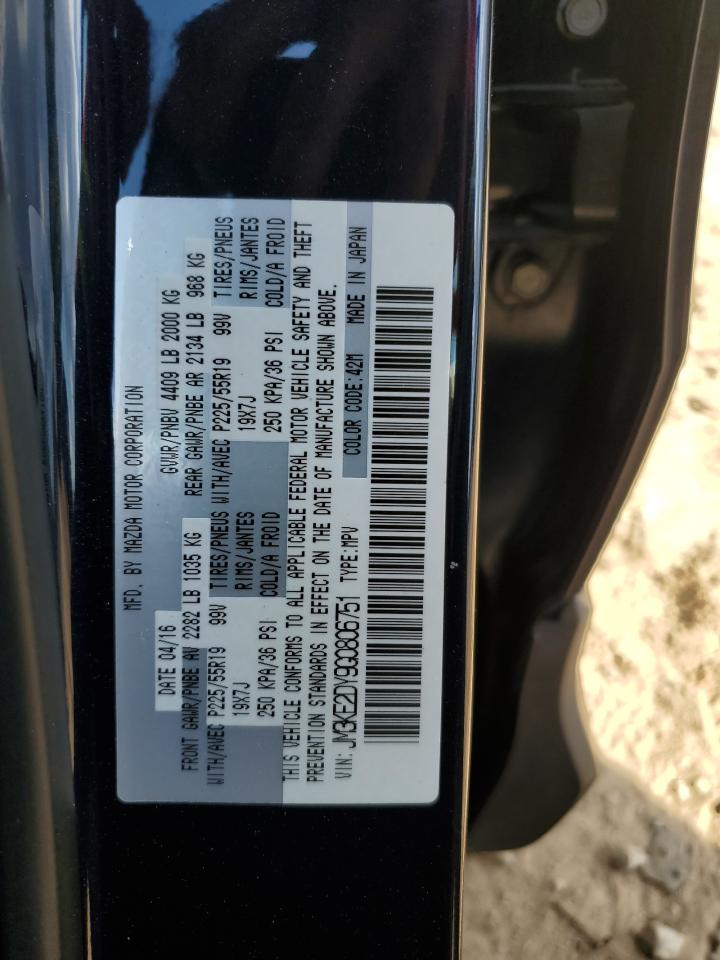 MFD. BY MAZDA MOTOR CORPORATION
DATE 04/16 GVWR/PNBV 4409 LB 2000 KG
FRONT GAWR/PNBE AV 2282 LB 1035 KG REAR GAWR/PNBE AR 2134 LB 968 KG
WITH/AVEC P225/55R19 99V TIRES/PNEUS WITH/AVEC P225/55R19 99V TIRES/PNEUS
19X7J RIMS/JANTES 19X7J RIMS/JANTES
250 KPA/36 PSI COLD/A FROID 250 KPA/36 PSI COLD/A FROID
THIS VEHICLE CONFORMS TO ALL APPLICABLE FEDERAL MOTOR VEHICLE SAFETY AND THEFT
PREVENTION STANDARDS IN EFFECT ON THE DATE OF MANUFACTURE SHOWN ABOVE.
VIN: JM3KE2DY9G0806751 TYPE:MPV COLOR CODE:42M MADE IN JAPAN